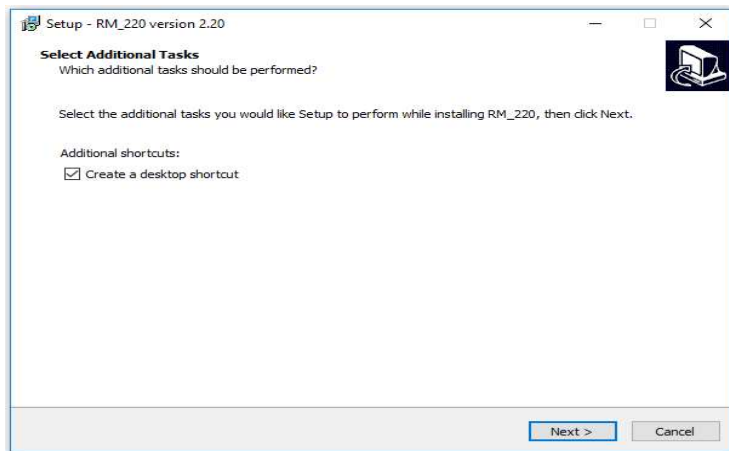 Setup - RM_220 version 2.20
Select Additional Tasks
Which additional tasks should be performed?
Select the additional tasks you would like Setup to perform while installing RM_220, then click Next.
Additional shortcuts:
Create a desktop shortcut
Next >
Cancel